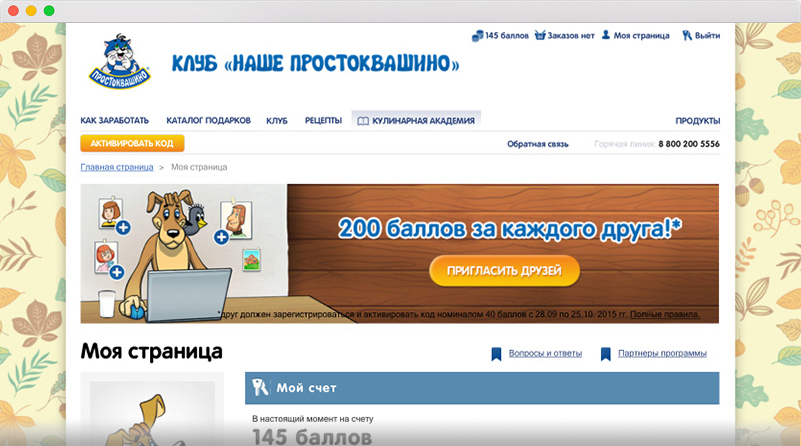 145 баллов Заказов нет Моя страница Выйти
ПРОСТОКВАШИНО
КЛУБ «НАШЕ ПРОСТОКВАШИНО»
КАК ЗАРАБОТАТЬ КАТАЛОГ ПОДАРКОВ КЛУБ РЕЦЕПТЫ КУЛИНАРНАЯ АКАДЕМИЯ ПРОДУКТЫ
АКТИВИРОВАТЬ КОД Обратная связь Горячая линия: 8 800 200 5556
Главная страница > Моя страница
200 баллов за каждого друга!*
ПРИГЛАСИТЬ ДРУЗЕЙ
*друг должен зарегистрироваться и активировать код номиналом 40 баллов с 28.09 по 25.10. 2015 гг. Полные правила.
Моя страница Вопросы и ответы Партнеры программы
Мой счет
В настоящий момент на счету
145 баллов